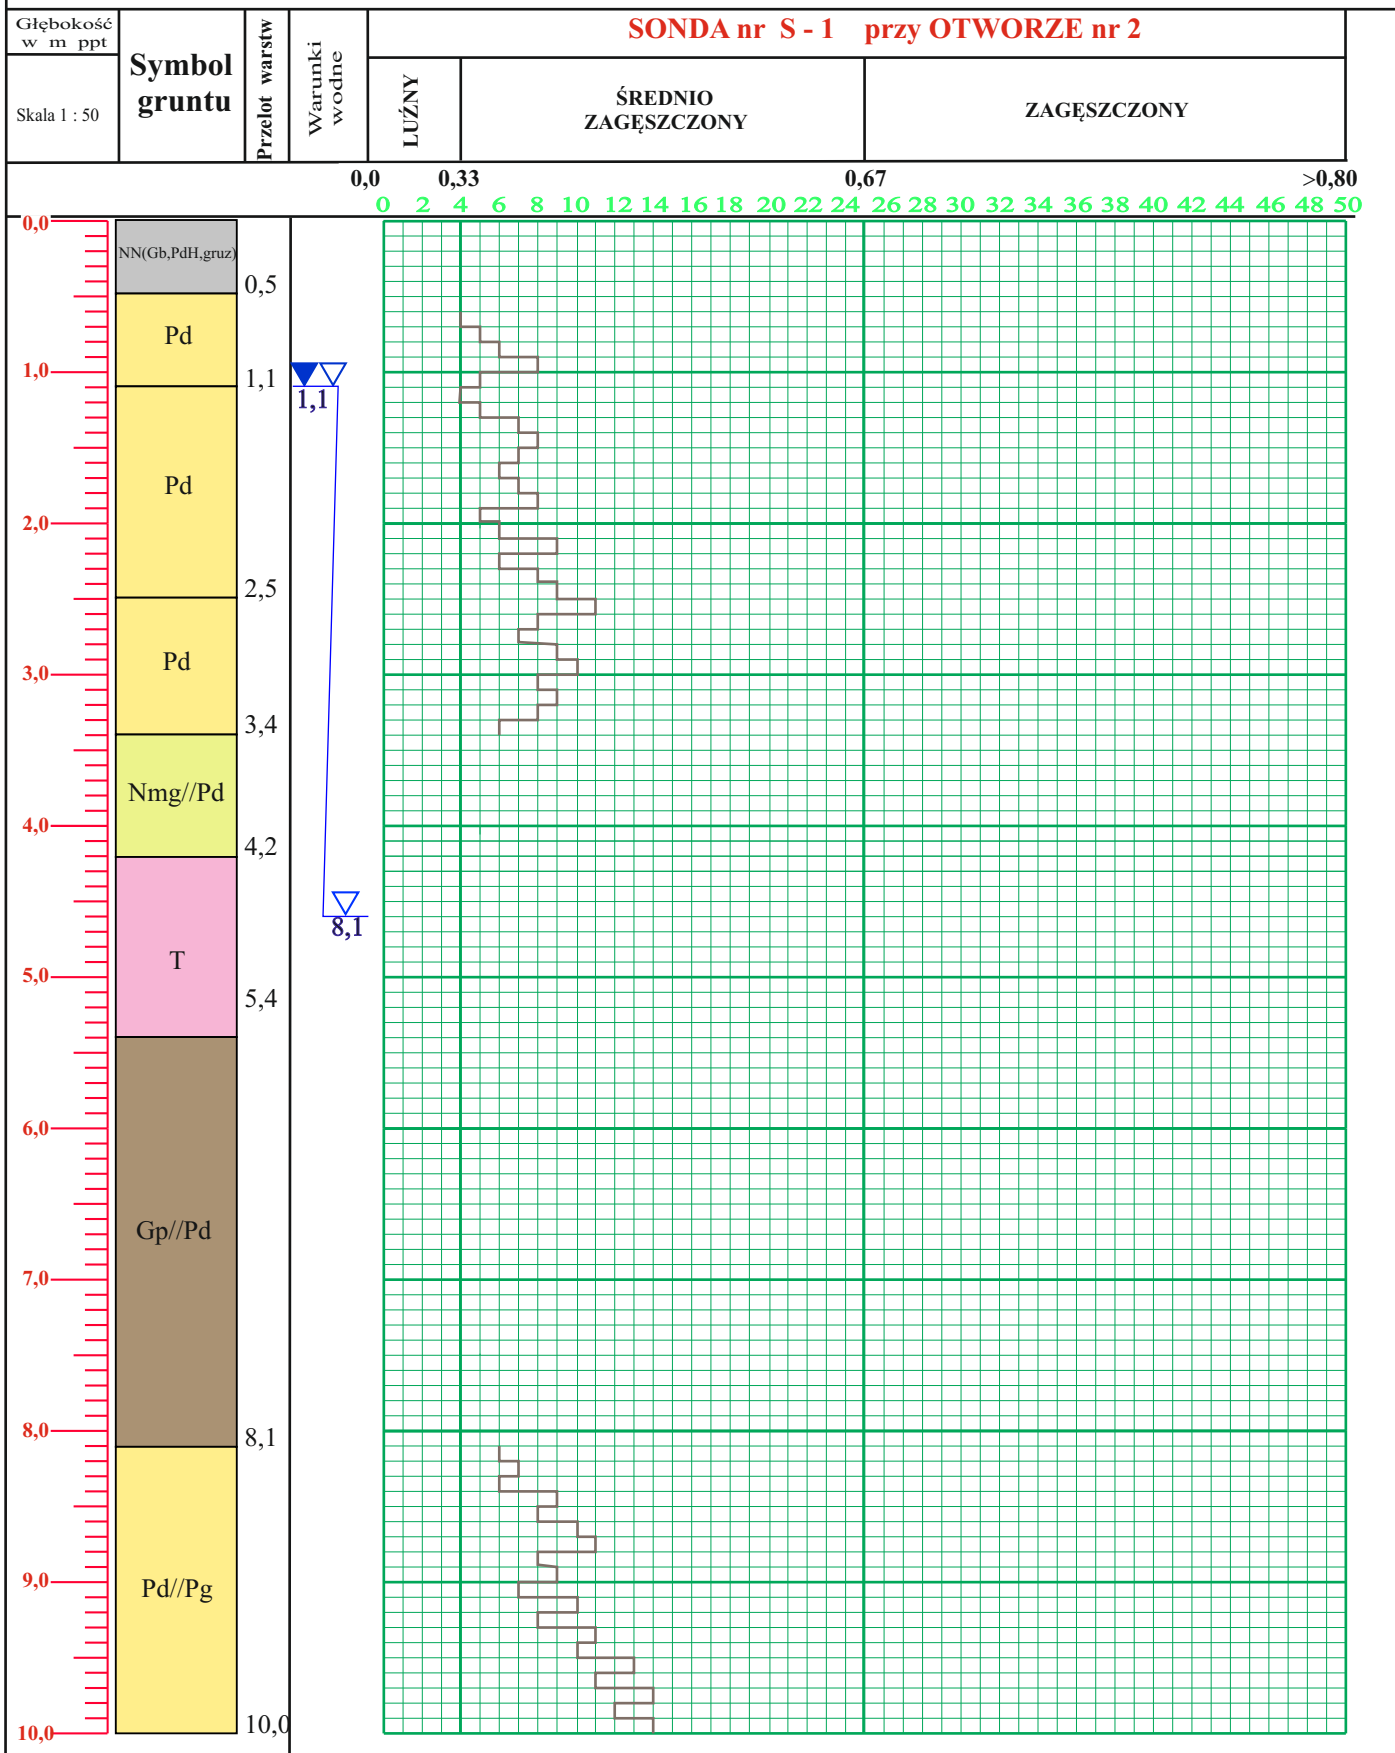 Głębokość
w m ppt
Skala 1 : 50
Symbol
gruntu
Przelot warstw
Warunki
wodne
SONDA nr S - 1 przy OTWORZE nr 2
LUŹNY
ŚREDNIO
ZAGĘSZCZONY
ZAGĘSZCZONY
0,0 0,33 0,67 >0,80
0 2 4 6 8 10 12 14 16 18 20 22 24 26 28 30 32 34 36 38 40 42 44 46 48 50
0,0
NN(Gb,PdH,gruz)
0,5
Pd
1,0
1,1
1,1
Pd
2,0
2,5
Pd
3,0
3,4
Nmg//Pd
4,0
4,2
8,1
T
5,0
5,4
6,0
Gp//Pd
7,0
8,0
8,1
9,0
Pd//Pg
10,0
10,0